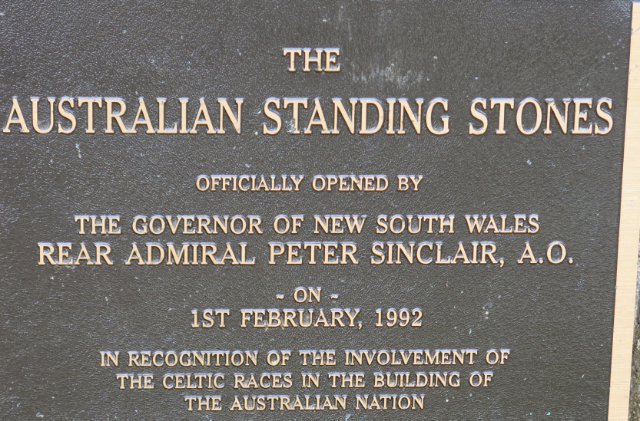 THE
AUSTRALIAN STANDING STONES
OFFICIALLY OPENED BY
THE GOVERNOR OF NEW SOUTH WALES
REAR ADMIRAL PETER SINCLAIR, A.O.
~ ON ~
1ST FEBRUARY, 1992
IN RECOGNITION OF THE INVOLVEMENT OF
THE CELTIC RACES IN THE BUILDING OF
THE AUSTRALIAN NATION